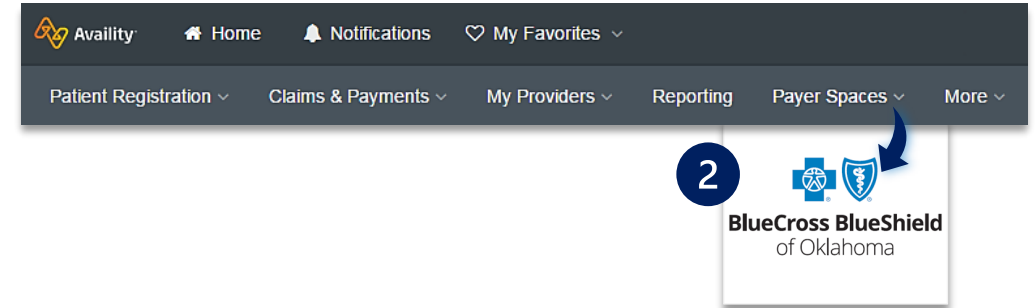 Availity Home Notifications My Favorites
Patient Registration Claims & Payments My Providers Reporting Payer Spaces More
2
BlueCross BlueShield
of Oklahoma